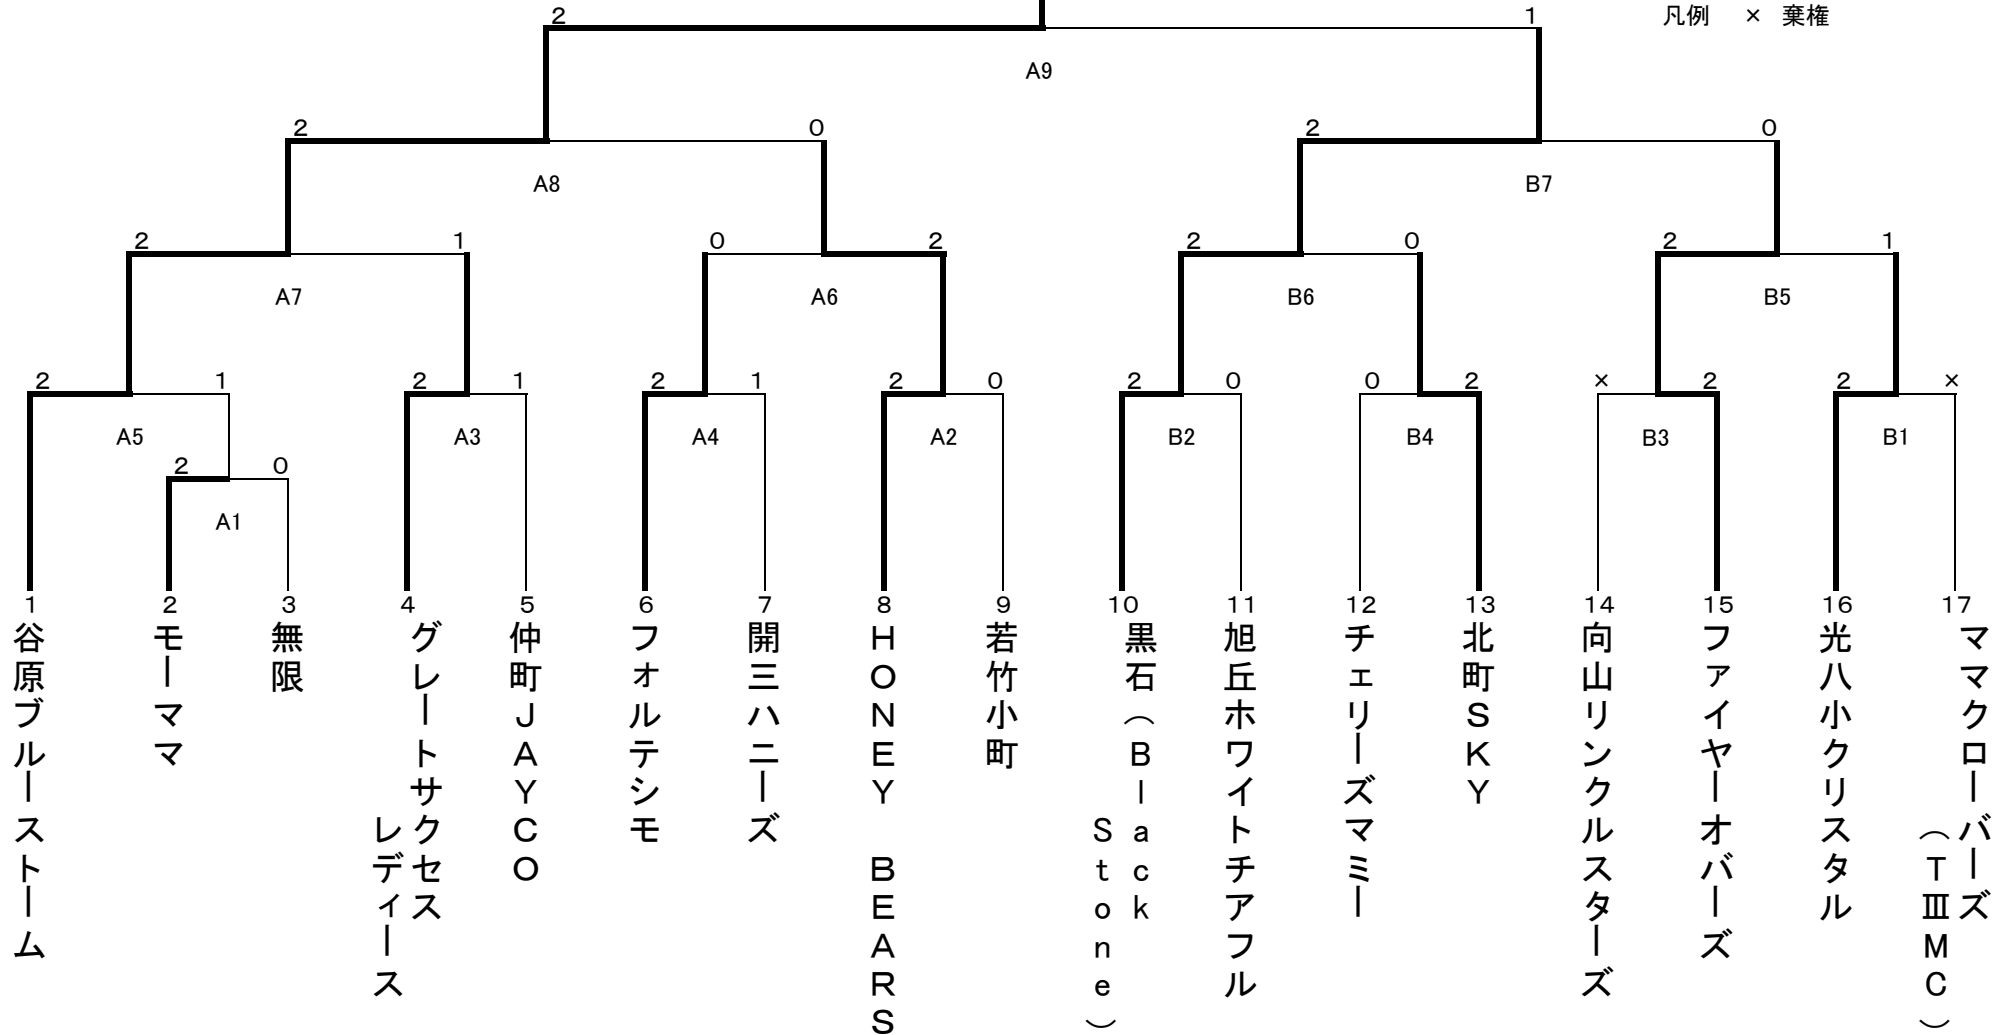 2 1 凡例 × 棄権
A9
2 0 2 0
A8 B7
2 1 0 2 2 0 2 1
A7 A6 B6 B5
2 1 2 1 2 1 2 0 2 0 0 2 × 2 2 ×
A5 A3 A4 A2 B2 B4 B3 B1
2 0
A1
1 2 3 4 5 6 7 8 9 10 11 12 13 14 15 16 17
谷原ブルーストーム
モーママ
無限
グレートサクセス
レディース
仲町JAYCO
フォルテシモ
開三ハニーズ
HONEY BEARS
若竹小町
黒石(Black
Stone)
旭丘ホワイトチアフル
チェリーズマミー
北町SKY
向山リンクルスターズ
ファイヤーオバーズ
光八小クリスタル
ママクローバーズ
(TⅢMC)